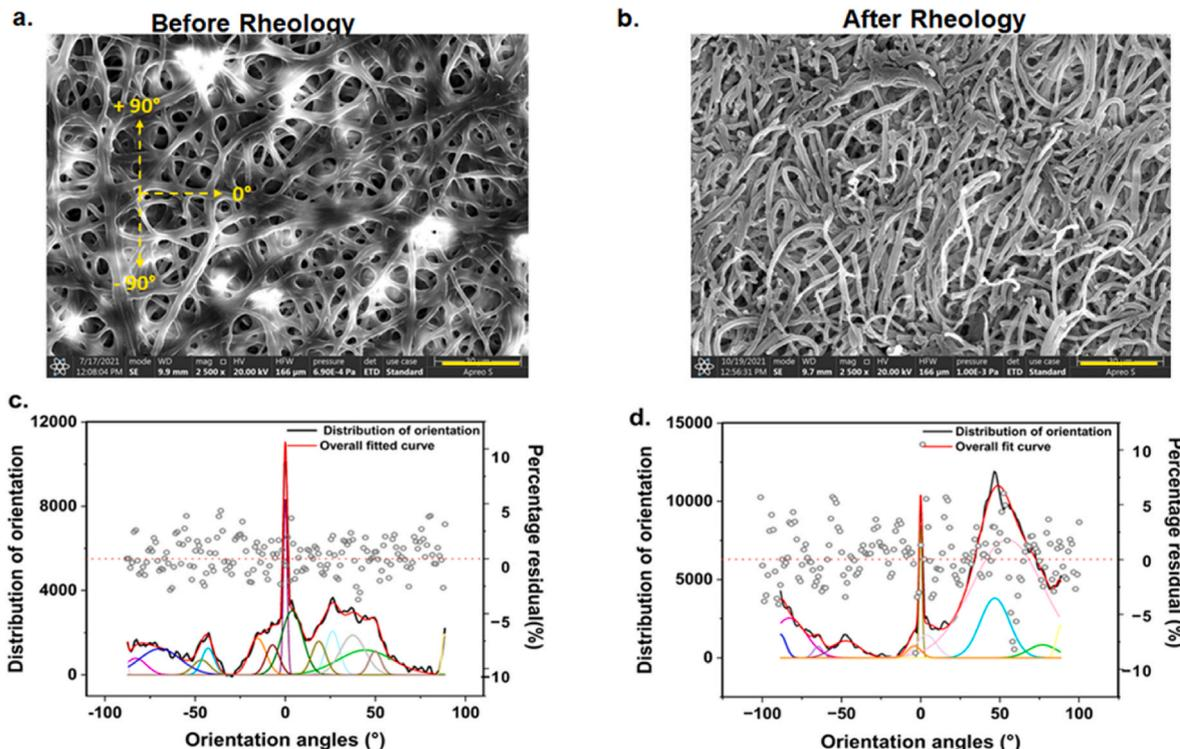 a.
Before Rheology
b.
After Rheology
+ 90°
0°
- 90°
7/17/2021 mode WD mag HV HFW pressure det use case
12:08:04 PM SE 9.9 mm 2 500 x 20.00 kV 166 µm 6.90E-4 Pa ETD Standard
Apreo S
10/19/2021 mode WD mag HV HFW pressure det use case
12:56:31 PM SE 9.7 mm 2 500 x 20.00 kV 166 µm 1.00E-3 Pa ETD Standard
Apreo S
c.
Distribution of orientation
Overall fitted curve
Distribution of orientation
12000
8000
4000
0
10
5
0
−5
−10
Percentage residual(%)
-100 -50 0 50 100
Orientation angles (°)
d.
Distribution of orientation
Overall fit curve
Distribution of orientation
15000
10000
5000
0
10
5
0
−5
−10
Percentage residual(%)
−100 −50 0 50 100
Orientation angles (°)